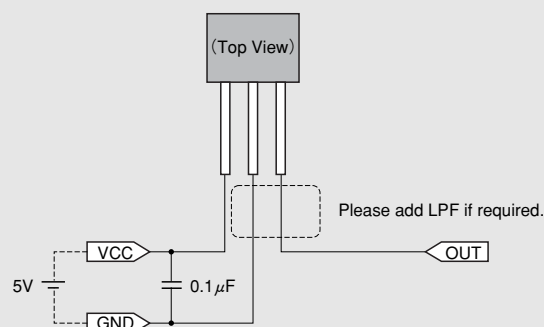 (Top View)
Please add LPF if required.
VCC
OUT
5V
0.1μF
GND